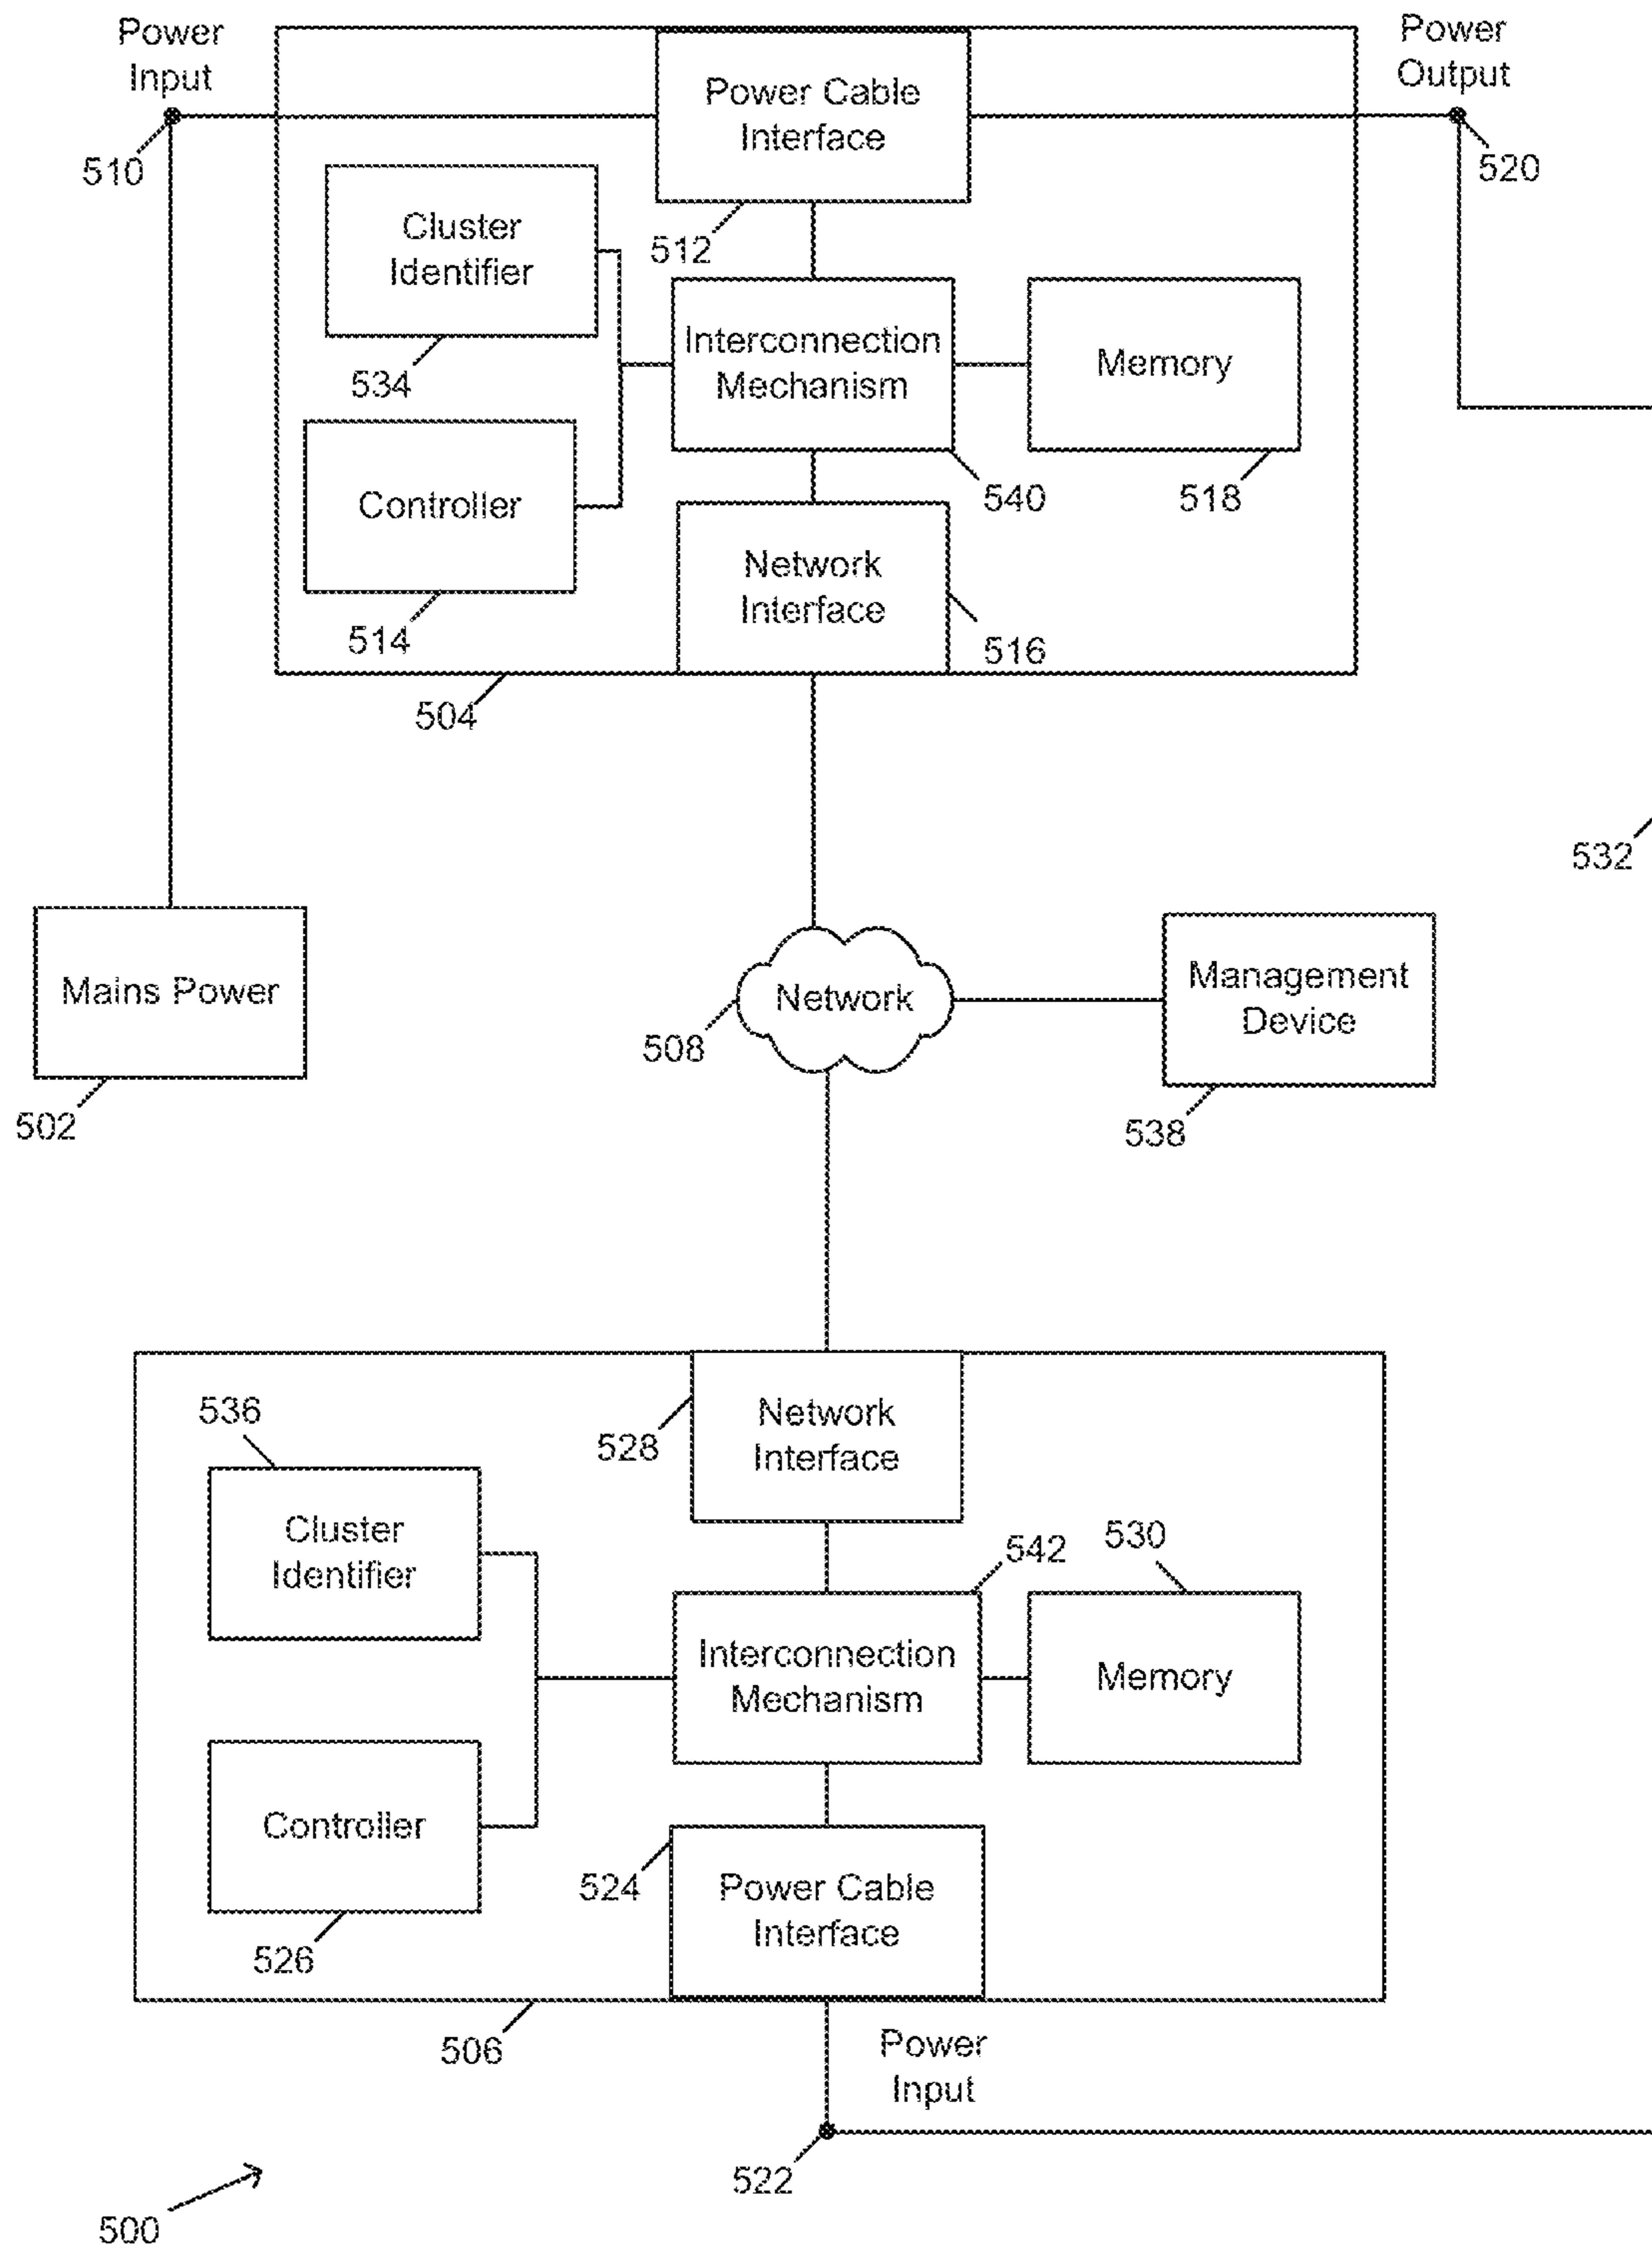 Power
Input
Power
Output
510
520
Power Cable
Interface
512
Cluster
Identifier
534
Interconnection
Mechanism
540
Memory
518
Controller
514
Network
Interface
516
504
532
Mains Power
502
Network
508
Management
Device
538
536
Cluster
Identifier
528
Network
Interface
542
530
Interconnection
Mechanism
Memory
Controller
526
524
Power Cable
Interface
506
Power
Input
522
500